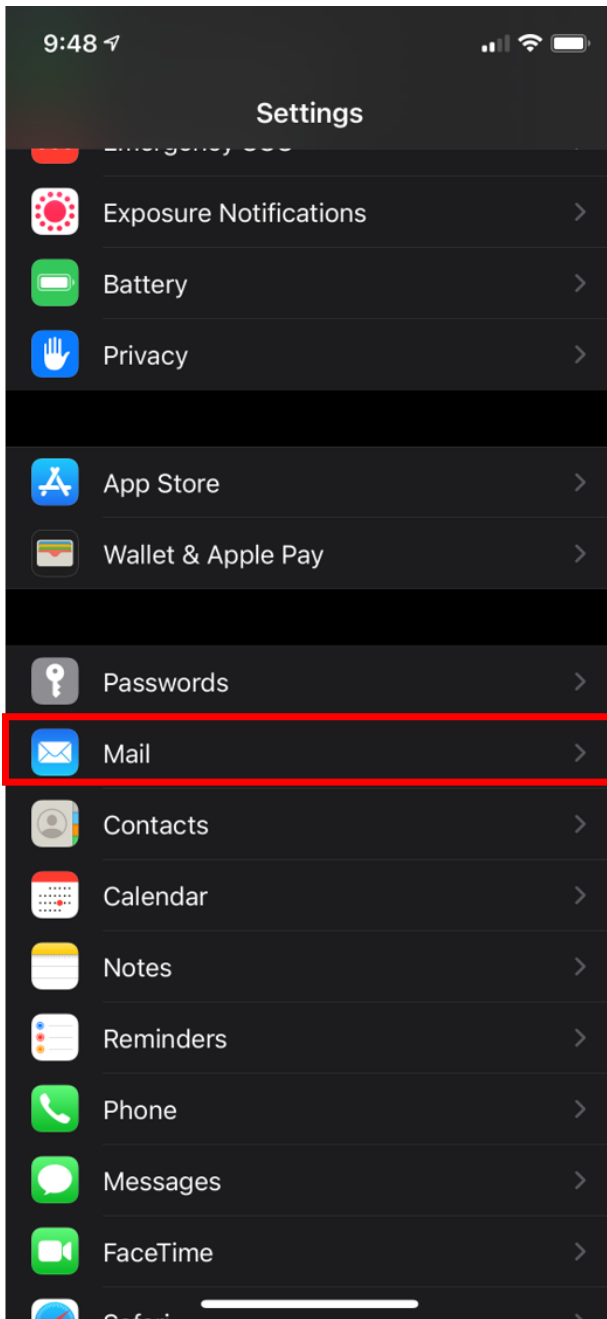 9:48
Settings
Exposure Notifications
Battery
Privacy
App Store
Wallet & Apple Pay
Passwords
Mail
Contacts
Calendar
Notes
Reminders
Phone
Messages
FaceTime